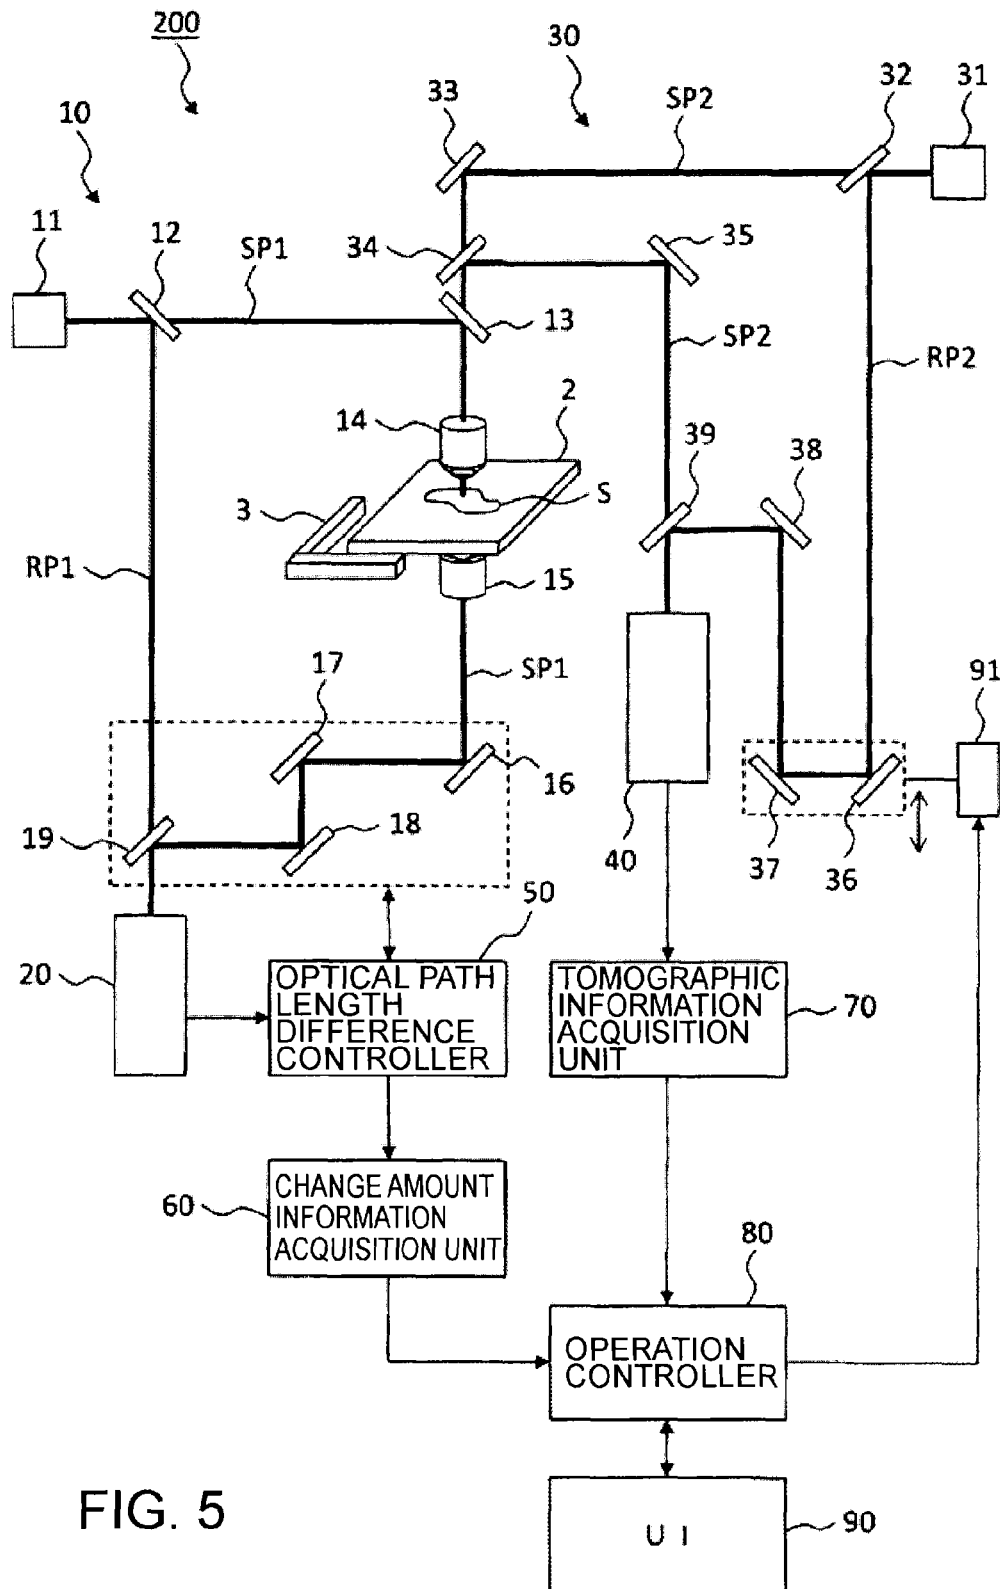 200
30
10
33
SP2
32
31
11
12
SP1
34
35
13
SP2
RP2
14
2
39
38
3
S
RP1
15
17
SP1
91
16
19
18
40
37
36
50
20
OPTICAL PATH
LENGTH
DIFFERENCE
CONTROLLER
TOMOGRAPHIC
INFORMATION
ACQUISITION
UNIT
70
60
CHANGE AMOUNT
INFORMATION
ACQUISITION UNIT
80
OPERATION
CONTROLLER
FIG. 5
U I
90